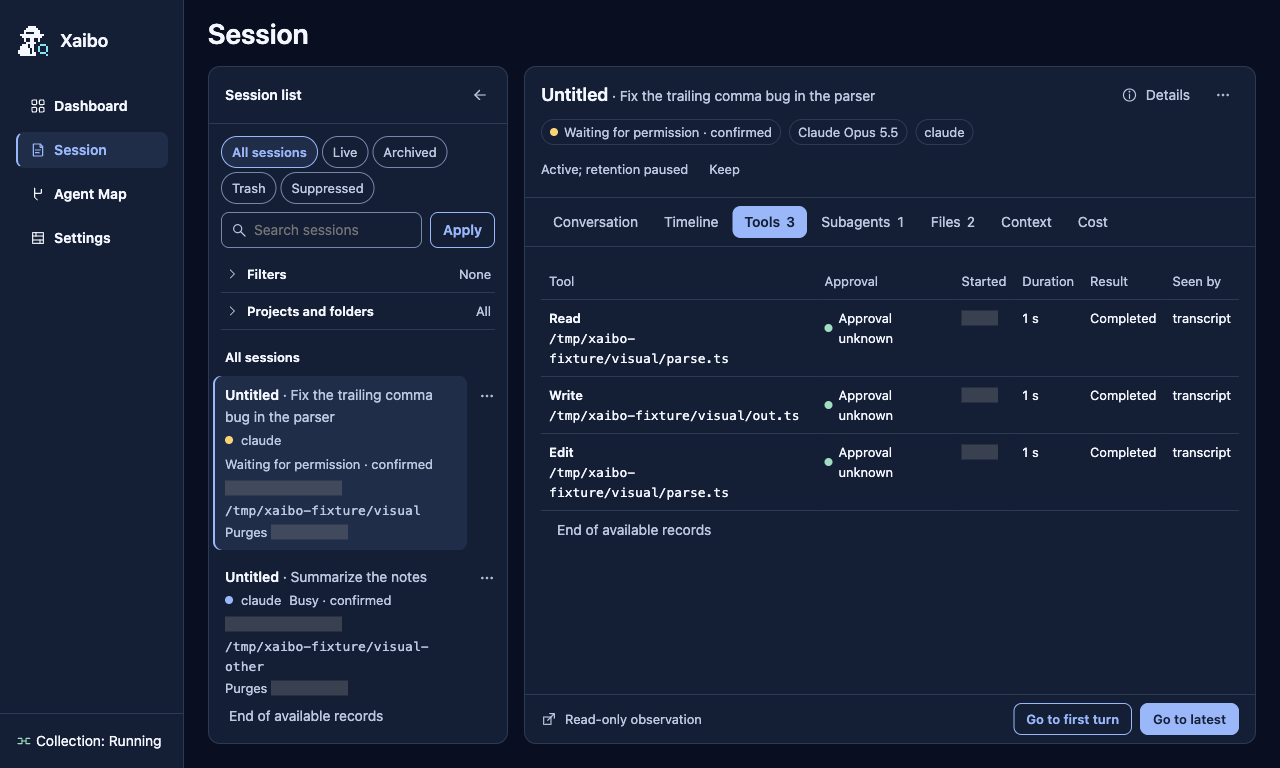 Xaibo
Dashboard
Session
Agent Map
Settings
Collection: Running
Session
Session list
All sessions
Live
Archived
Trash
Suppressed
Search sessions
Apply
Filters
None
Projects and folders
All
All sessions
Untitled · Fix the trailing comma
bug in the parser
claude
Waiting for permission · confirmed
/tmp/xaibo-fixture/visual
Purges
Untitled · Summarize the notes
claude Busy · confirmed
/tmp/xaibo-fixture/visual-
other
Purges
End of available records
Untitled · Fix the trailing comma bug in the parser
Details
Waiting for permission · confirmed
Claude Opus 5.5
claude
Active; retention paused
Keep
Conversation
Timeline
Tools 3
Subagents 1
Files 2
Context
Cost
Tool
Approval
Started
Duration
Result
Seen by
Read
/tmp/xaibo-
fixture/visual/parse.ts
Approval
unknown
1 s
Completed
transcript
Write
/tmp/xaibo-fixture/visual/out.ts
Approval
unknown
1 s
Completed
transcript
Edit
/tmp/xaibo-
fixture/visual/parse.ts
Approval
unknown
1 s
Completed
transcript
End of available records
Read-only observation
Go to first turn
Go to latest